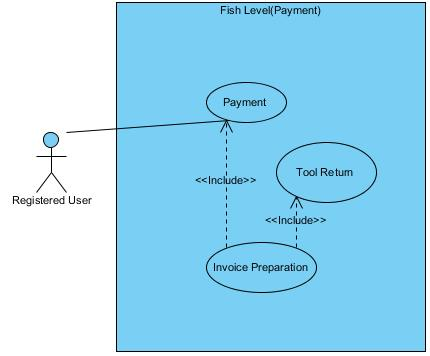 Fish Level(Payment)
Payment
Tool Return
<<Include>>
<<Include>>
Registered User
Invoice Preparation